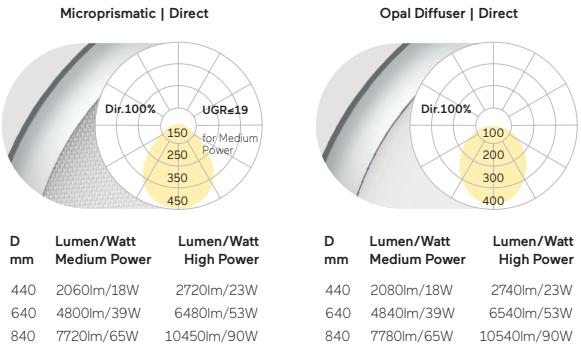 Microprismatic | Direct
Dir.100%
UGR≤19
for Medium
Power
150
250
350
450
D
mm
Lumen/Watt
Medium Power
Lumen/Watt
High Power
440 2060lm/18W 2720lm/23W
640 4800lm/39W 6480lm/53W
840 7720lm/65W 10450lm/90W
Opal Diffuser | Direct
Dir.100%
100
200
300
400
D
mm
Lumen/Watt
Medium Power
Lumen/Watt
High Power
440 2080lm/18W 2740lm/23W
640 4840lm/39W 6540lm/53W
840 7780lm/65W 10540lm/90W